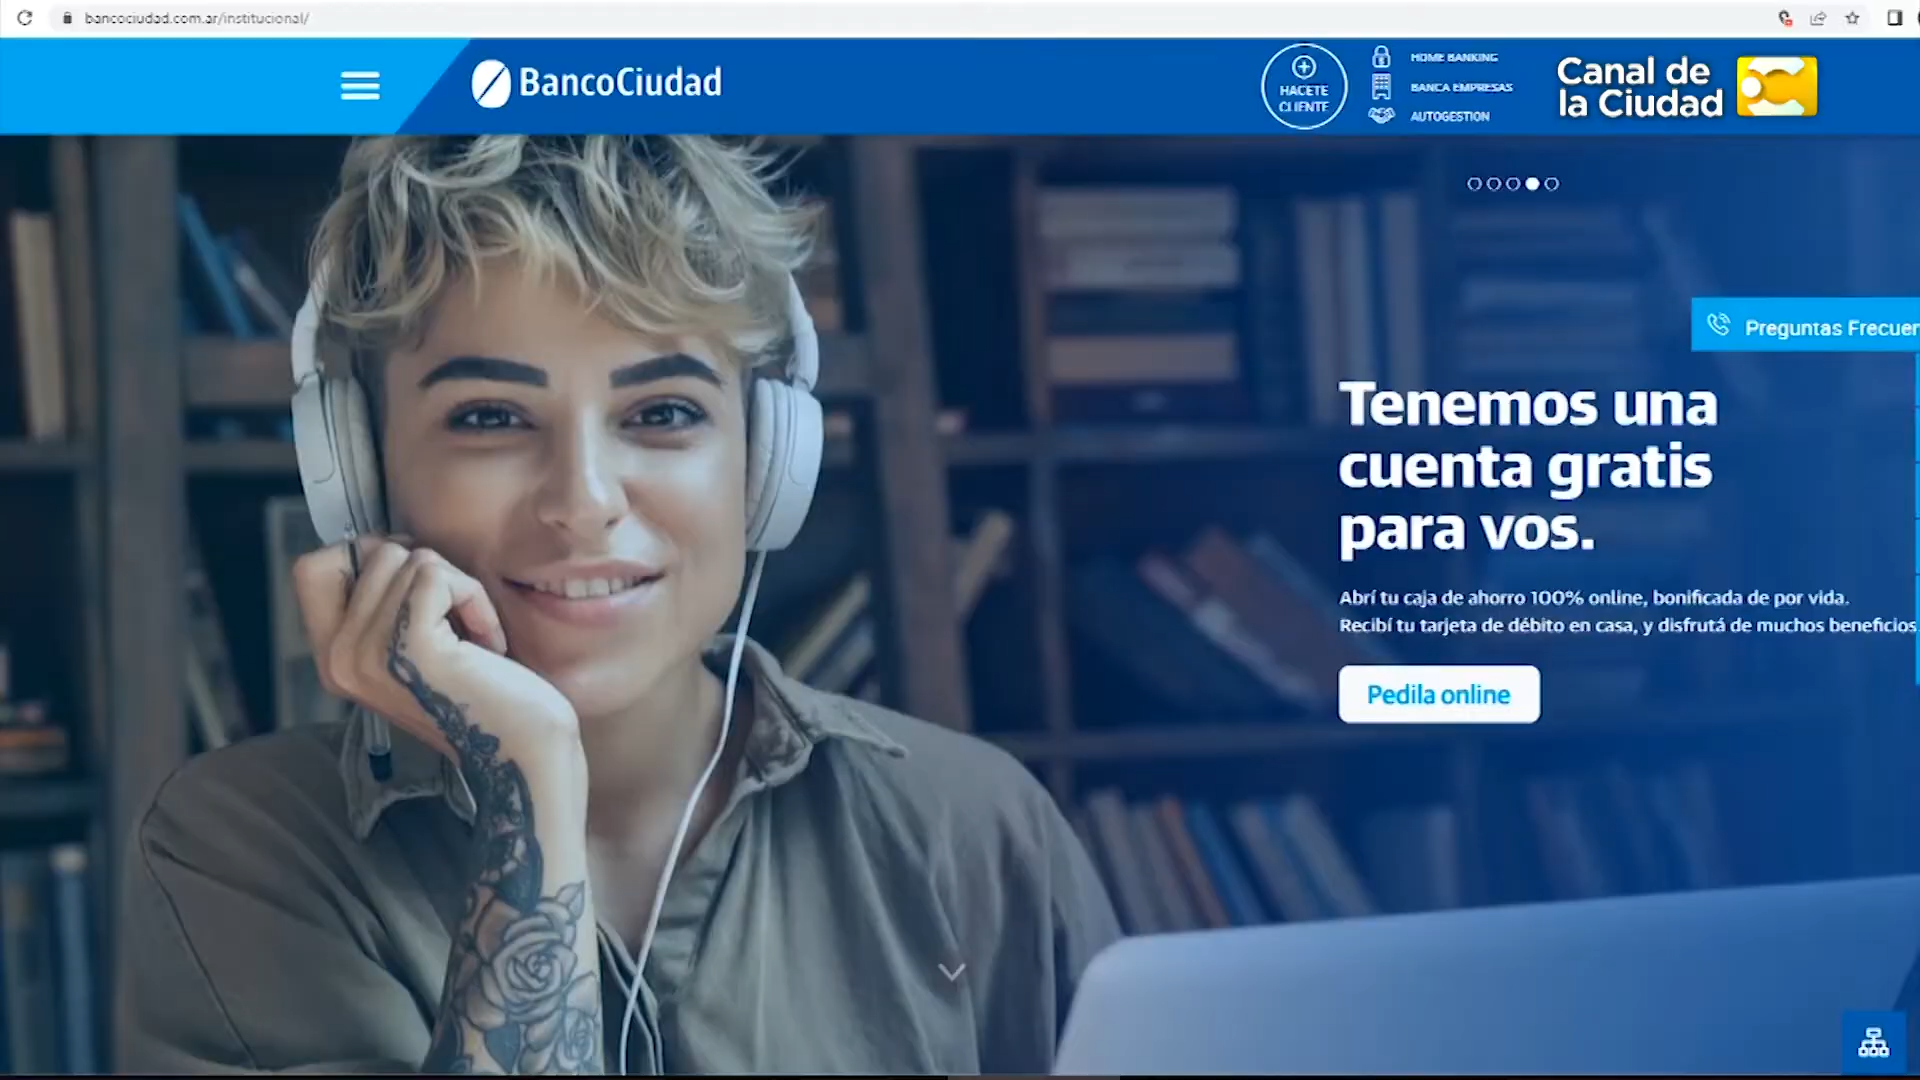 bancociudad.com.ar/institucional/
BancoCiudad
HACETE
CLIENTE
HOME BANKING
BANCA EMPRESAS
AUTOGESTION
Canal de
la Ciudad
Preguntas Frecuen
Tenemos una
cuenta gratis
para vos.
Abrí tu caja de ahorro 100% online, bonificada de por vida.
Recibí tu tarjeta de débito en casa, y disfrutá de muchos beneficios
Pedila online